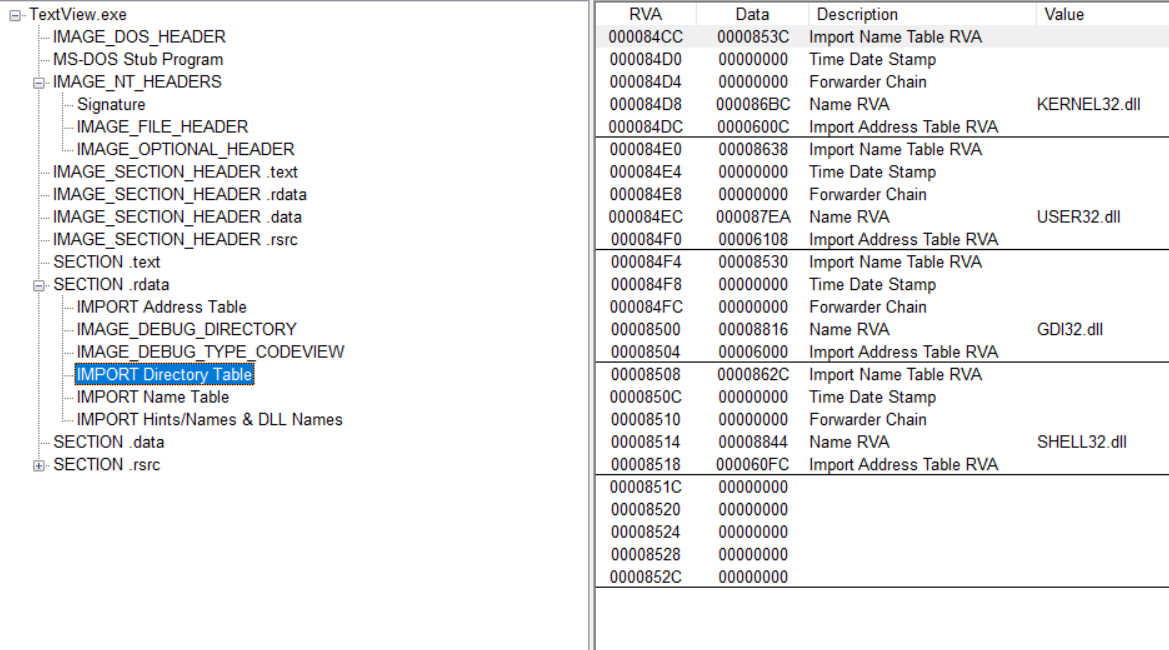 TextView.exe
IMAGE_DOS_HEADER
MS-DOS Stub Program
IMAGE_NT_HEADERS
Signature
IMAGE_FILE_HEADER
IMAGE_OPTIONAL_HEADER
IMAGE_SECTION_HEADER .text
IMAGE_SECTION_HEADER .rdata
IMAGE_SECTION_HEADER .data
IMAGE_SECTION_HEADER .rsrc
SECTION .text
SECTION .rdata
IMPORT Address Table
IMAGE_DEBUG_DIRECTORY
IMAGE_DEBUG_TYPE_CODEVIEW
IMPORT Directory Table
IMPORT Name Table
IMPORT Hints/Names & DLL Names
SECTION .data
SECTION .rsrc
RVA Data Description Value
000084CC 0000853C Import Name Table RVA
000084D0 00000000 Time Date Stamp
000084D4 00000000 Forwarder Chain
000084D8 000086BC Name RVA KERNEL32.dll
000084DC 0000600C Import Address Table RVA
000084E0 00008638 Import Name Table RVA
000084E4 00000000 Time Date Stamp
000084E8 00000000 Forwarder Chain
000084EC 000087EA Name RVA USER32.dll
000084F0 00006108 Import Address Table RVA
000084F4 00008530 Import Name Table RVA
000084F8 00000000 Time Date Stamp
000084FC 00000000 Forwarder Chain
00008500 00008816 Name RVA GDI32.dll
00008504 00006000 Import Address Table RVA
00008508 0000862C Import Name Table RVA
0000850C 00000000 Time Date Stamp
00008510 00000000 Forwarder Chain
00008514 00008844 Name RVA SHELL32.dll
00008518 000060FC Import Address Table RVA
0000851C 00000000
00008520 00000000
00008524 00000000
00008528 00000000
0000852C 00000000